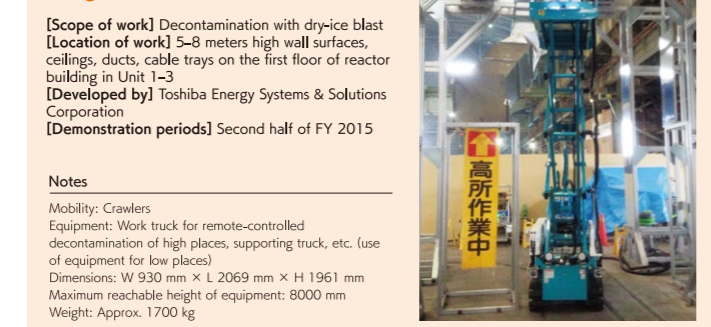 [Scope of work] Decontamination with dry-ice blast
[Location of work] 5–8 meters high wall surfaces,
ceilings, ducts, cable trays on the first floor of reactor
building in Unit 1–3
[Developed by] Toshiba Energy Systems & Solutions
Corporation
[Demonstration periods] Second half of FY 2015
Notes
Mobility: Crawlers
Equipment: Work truck for remote-controlled
decontamination of high places, supporting truck, etc. (use
of equipment for low places)
Dimensions: W 930 mm × L 2069 mm × H 1961 mm
Maximum reachable height of equipment: 8000 mm
Weight: Approx. 1700 kg
高所作業中